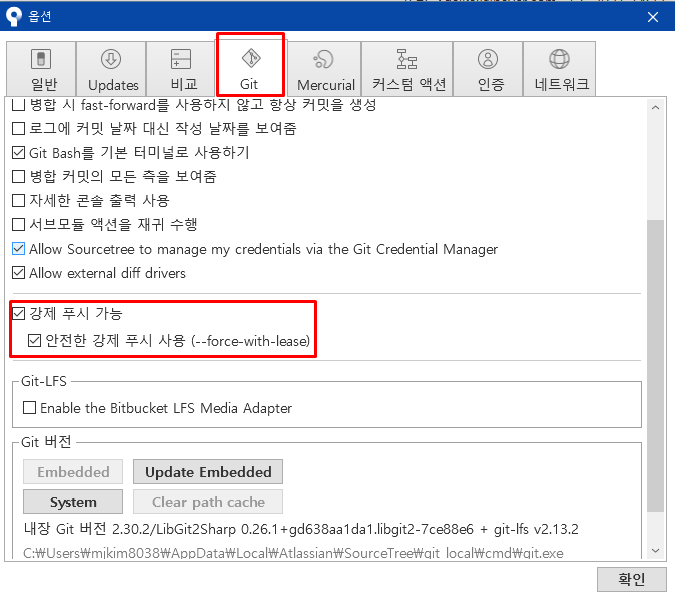 옵션
일반 Updates 비교 Git Mercurial 커스텀 액션 인증 네트워크
병합 시 fast-forward를 사용하지 않고 항상 커밋을 생성
로그에 커밋 날짜 대신 작성 날짜를 보여줌
Git Bash를 기본 터미널로 사용하기
병합 커밋의 모든 측을 보여줌
자세한 콘솔 출력 사용
서브모듈 액션을 재귀 수행
Allow Sourcetree to manage my credentials via the Git Credential Manager
Allow external diff drivers
강제 푸시 가능
안전한 강제 푸시 사용 (--force-with-lease)
Git-LFS
Enable the Bitbucket LFS Media Adapter
Git 버전
Embedded Update Embedded
System Clear path cache
내장 Git 버전 2.30.2/LibGit2Sharp 0.26.1+gd638aa1da1.libgit2-7ce88e6 + git-lfs v2.13.2
C:₩Users₩mjkim8038₩AppData₩Local₩Atlassian₩SourceTree₩git_local₩cmd₩git.exe
확인